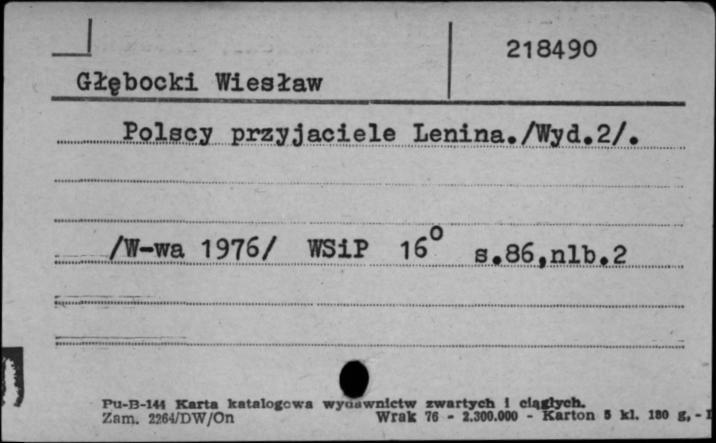 218490
Głębocki Wiesław
Polscy przyjaciele Lenina./Wyd.2/.
/W-wa 1976/ WSiP 16° s.86,nlb.2
Pu-B-144 Karta katalogowa wydawnictw zwartych i ciągłych.
Zam. 2264/DW/On Wrak 76 - 2.300.000 - Karton 5 kl. 180 g, -